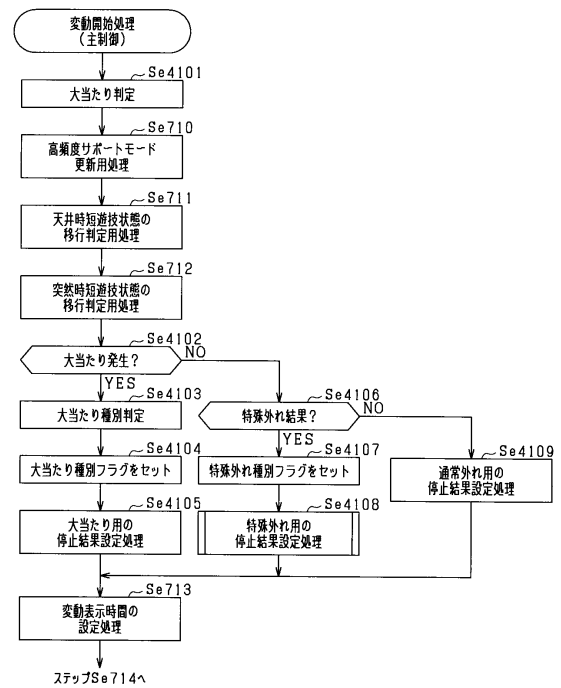 変動開始処理
(主制御)
Se4101
大当たり判定
Se710
高頻度サポートモード
更新用処理
Se711
天井時短遊技状態の
移行判定用処理
Se712
突然時短遊技状態の
移行判定用処理
Se4102
大当たり発生?
NO
YES
Se4103
大当たり種別判定
Se4106
特殊外れ結果?
NO
YES
Se4104
大当たり種別フラグをセット
Se4107
特殊外れ種別フラグをセット
Se4109
通常外れ用の
停止結果設定処理
Se4105
大当たり用の
停止結果設定処理
Se4108
特殊外れ用の
停止結果設定処理
Se713
変動表示時間の
設定処理
ステップSe714へ